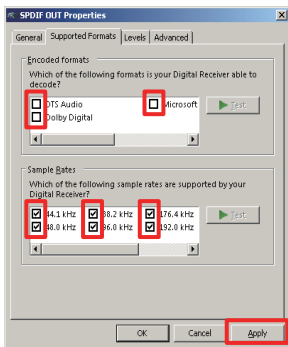 SPDIF OUT Properties
General Supported Formats Levels Advanced
Encoded formats
Which of the following formats is your Digital Receiver able to
decode?
DTS Audio Microsoft
Dolby Digital
Test
Sample Rates
Which of the following sample rates are supported by your
Digital Receiver?
44.1 kHz 88.2 kHz 176.4 kHz
48.0 kHz 96.0 kHz 192.0 kHz
Test
OK Cancel Apply